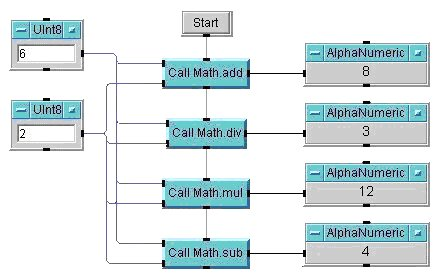 Start
UInt8
6
UInt8
2
Call Math.add
AlphaNumeric
8
Call Math.div
AlphaNumeric
3
Call Math.mul
AlphaNumeric
12
Call Math.sub
AlphaNumeric
4